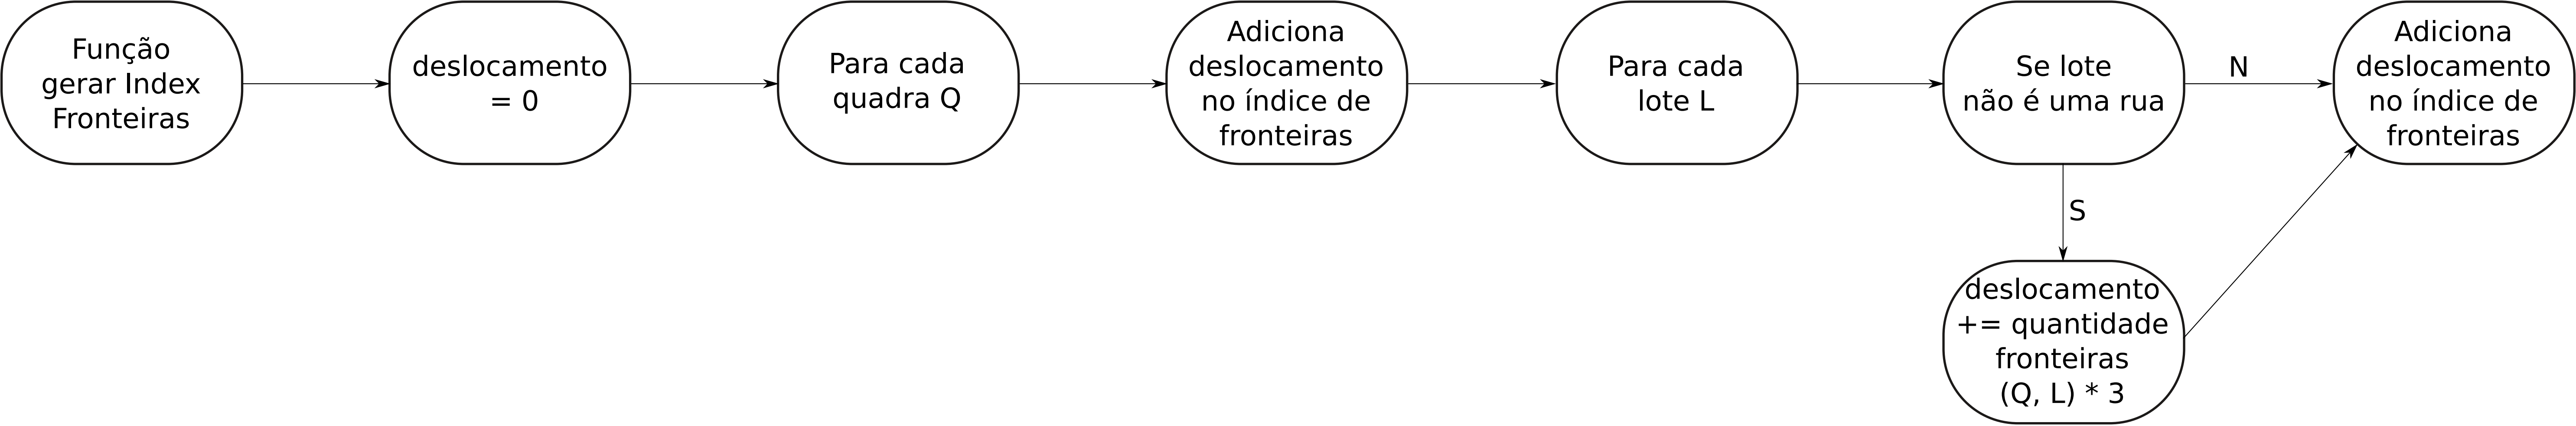 Função
gerar Index
Fronteiras
deslocamento
= 0
Para cada
quadra Q
Adiciona
deslocamento
no índice de
fronteiras
Para cada
lote L
Se lote
não é uma rua
N
Adiciona
deslocamento
no índice de
fronteiras
S
deslocamento
+= quantidade
fronteiras
(Q, L) * 3